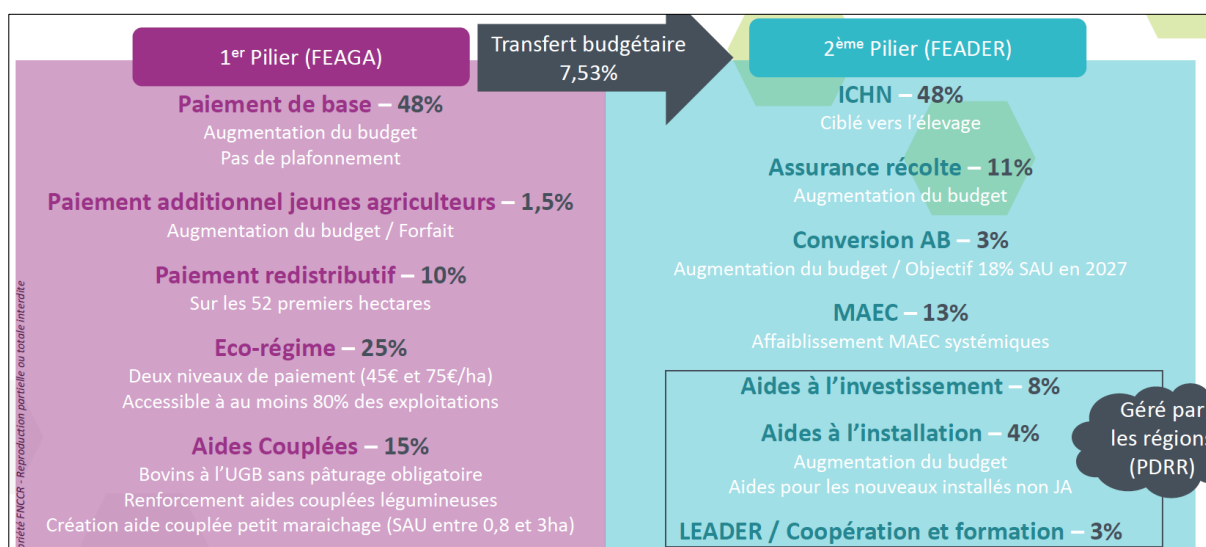 1er Pilier (FEAGA)
Transfert budgétaire
7,53%
2ème Pilier (FEADER)
Paiement de base – 48%
Augmentation du budget
Pas de plafonnement
Paiement additionnel jeunes agriculteurs – 1,5%
Augmentation du budget / Forfait
Paiement redistributif – 10%
Sur les 52 premiers hectares
Eco-régime – 25%
Deux niveaux de paiement (45€ et 75€/ha)
Accessible à au moins 80% des exploitations
Aides Couplées – 15%
Bovins à l'UGB sans pâturage obligatoire
Renforcement aides couplées légumineuses
Création aide couplée petit maraichage (SAU entre 0,8 et 3ha)
ICHN – 48%
Ciblé vers l'élevage
Assurance récolte – 11%
Augmentation du budget
Conversion AB – 3%
Augmentation du budget / Objectif 18% SAU en 2027
MAEC – 13%
Affaiblissement MAEC systémiques
Aides à l'investissement – 8%
Aides à l'installation – 4%
Augmentation du budget
Aides pour les nouveaux installés non JA
LEADER / Coopération et formation – 3%
Géré par
les régions
(PDRR)
priété FNCCR - Reproduction partielle ou totale interdite